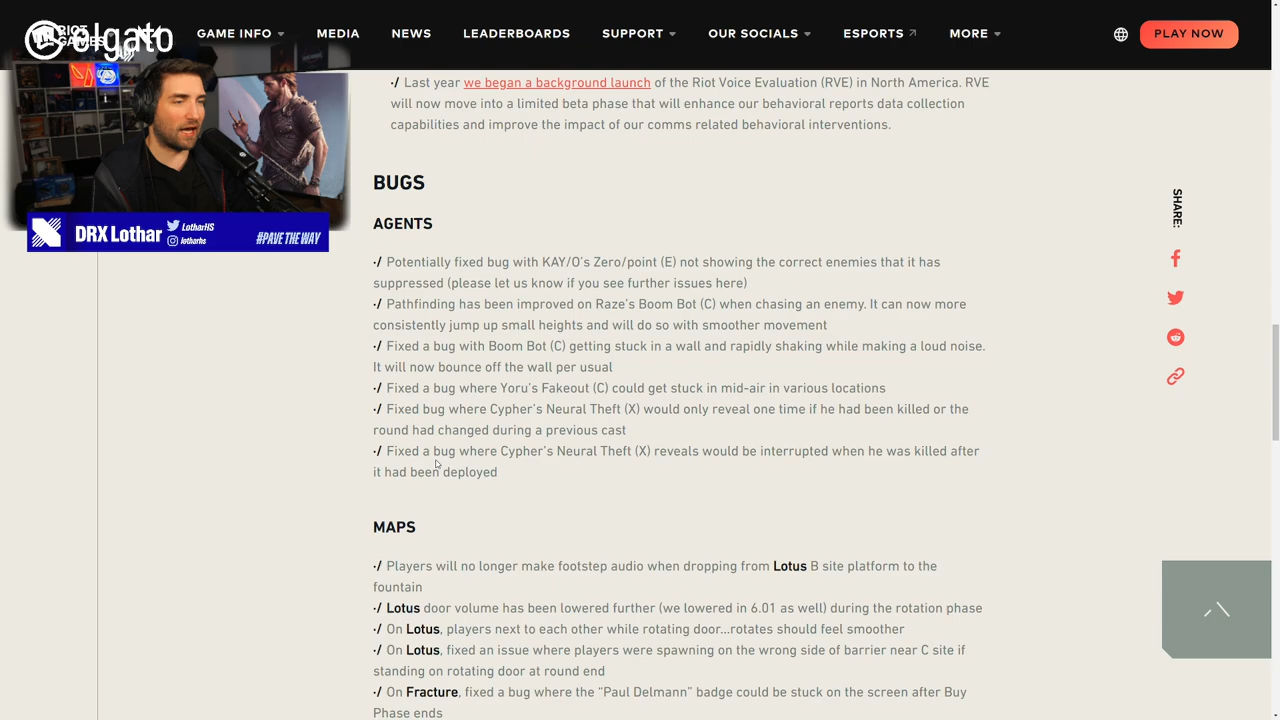 RIOT
GAMES
elgato
GAME INFO
MEDIA
NEWS
LEADERBOARDS
SUPPORT
OUR SOCIALS
ESPORTS
MORE
PLAY NOW
·/ Last year we began a background launch of the Riot Voice Evaluation (RVE) in North America. RVE
will now move into a limited beta phase that will enhance our behavioral reports data collection
capabilities and improve the impact of our comms related behavioral interventions.
DRX Lothar
LotharHS
lotharhs
#PAVE THE WAY
BUGS
AGENTS
·/ Potentially fixed bug with KAY/O's Zero/point (E) not showing the correct enemies that it has
suppressed (please let us know if you see further issues here)
·/ Pathfinding has been improved on Raze's Boom Bot (C) when chasing an enemy. It can now more
consistently jump up small heights and will do so with smoother movement
·/ Fixed a bug with Boom Bot (C) getting stuck in a wall and rapidly shaking while making a loud noise.
It will now bounce off the wall per usual
·/ Fixed a bug where Yoru's Fakeout (C) could get stuck in mid-air in various locations
·/ Fixed bug where Cypher's Neural Theft (X) would only reveal one time if he had been killed or the
round had changed during a previous cast
·/ Fixed a bug where Cypher's Neural Theft (X) reveals would be interrupted when he was killed after
it had been deployed
MAPS
·/ Players will no longer make footstep audio when dropping from Lotus B site platform to the
fountain
·/ Lotus door volume has been lowered further (we lowered in 6.01 as well) during the rotation phase
·/ On Lotus, players next to each other while rotating door...rotates should feel smoother
·/ On Lotus, fixed an issue where players were spawning on the wrong side of barrier near C site if
standing on rotating door at round end
·/ On Fracture, fixed a bug where the “Paul Delmann” badge could be stuck on the screen after Buy
Phase ends
SHARE: